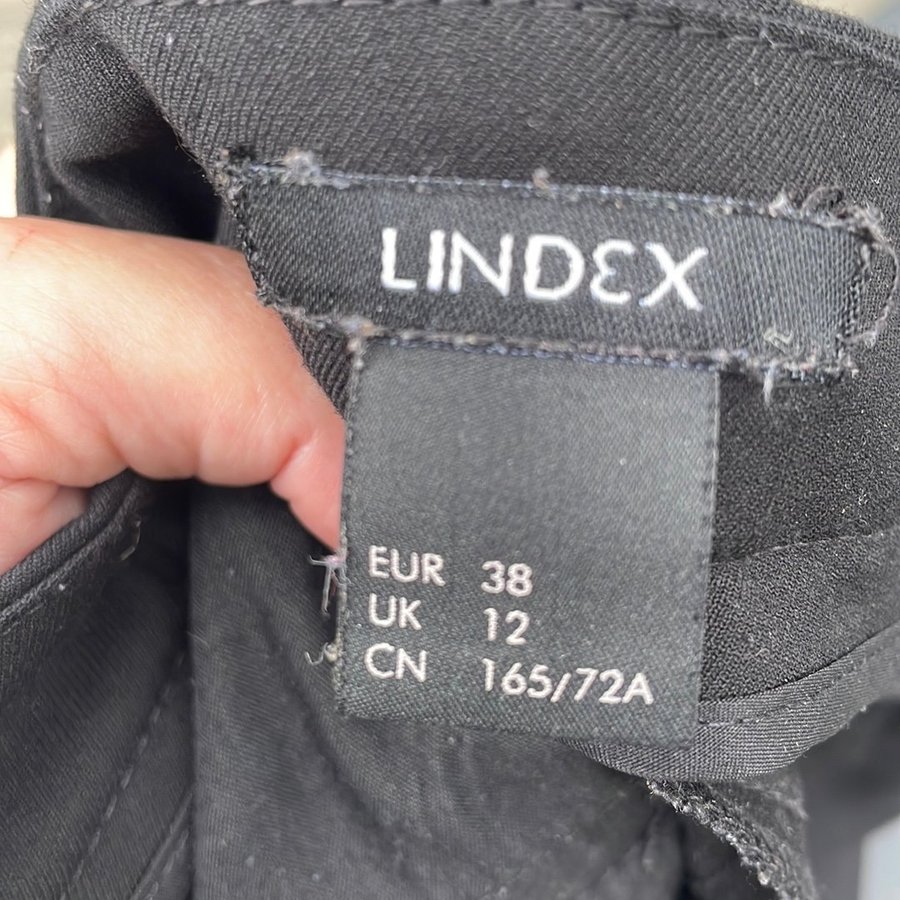 LINDEX
EUR 38
UK 12
CN 165/72A